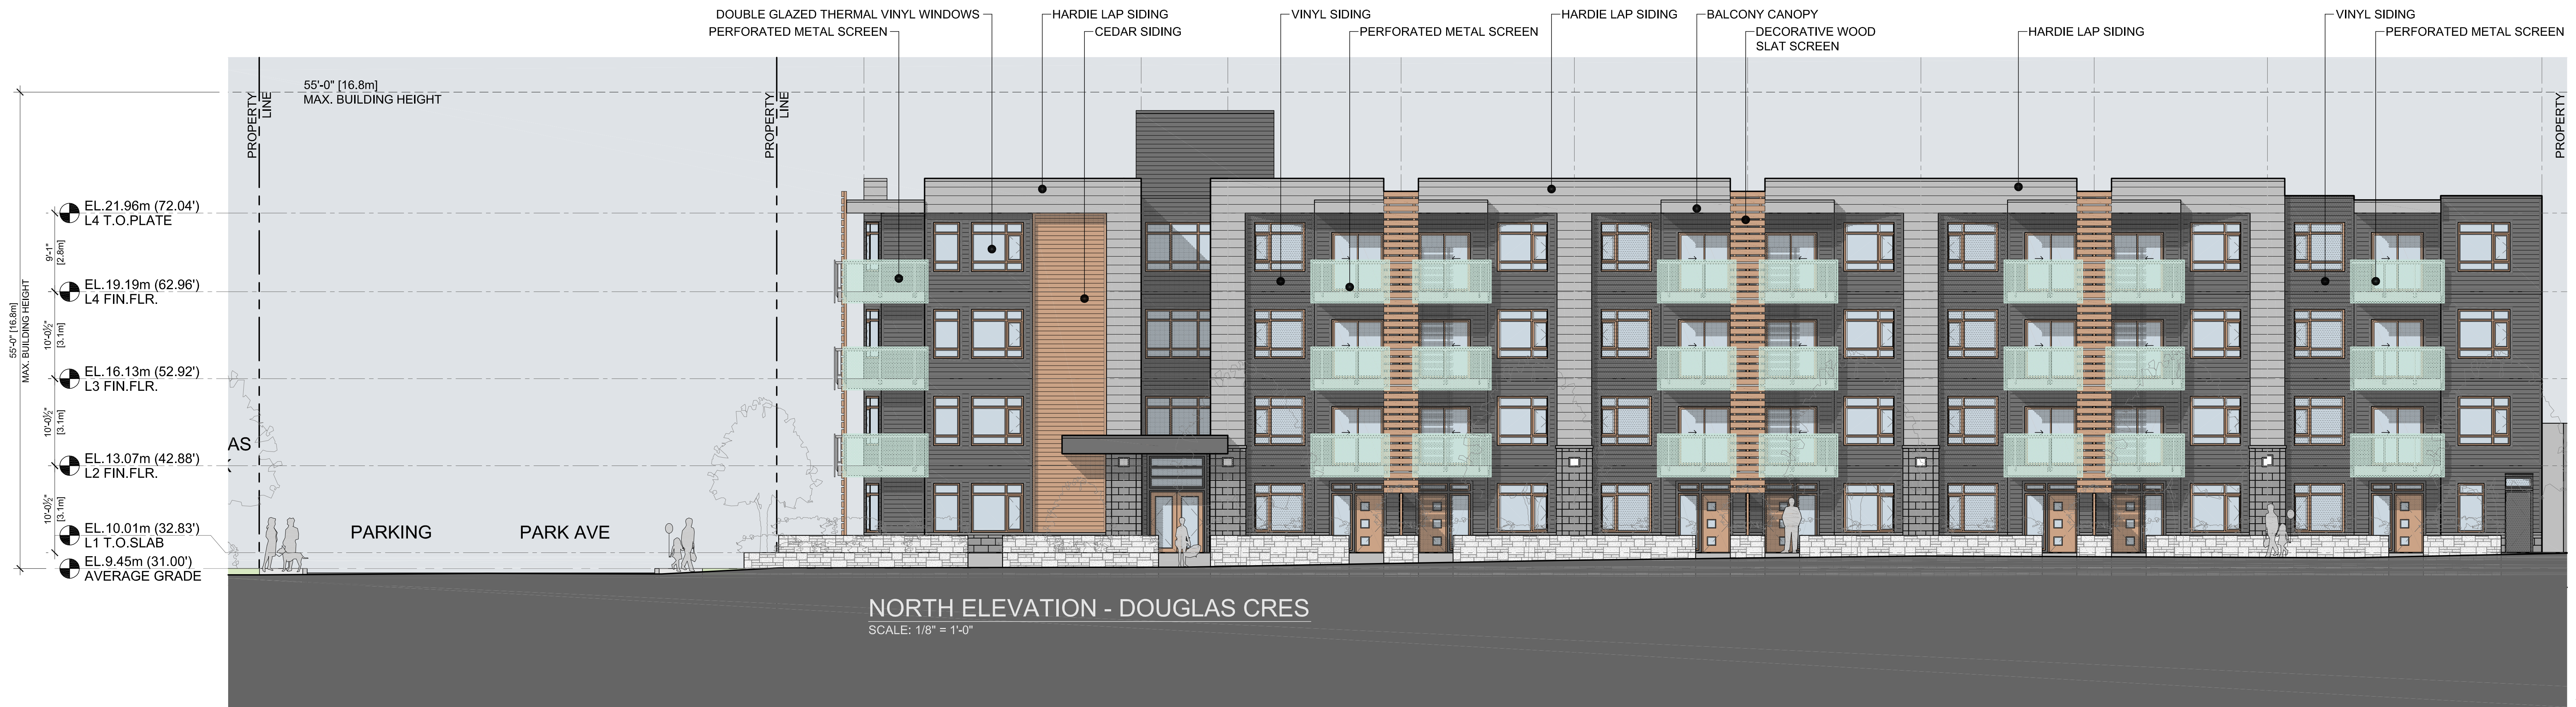 DOUBLE GLAZED THERMAL VINYL WINDOWS
PERFORATED METAL SCREEN
HARDIE LAP SIDING
CEDAR SIDING
VINYL SIDING
PERFORATED METAL SCREEN
HARDIE LAP SIDING
BALCONY CANOPY
DECORATIVE WOOD
SLAT SCREEN
HARDIE LAP SIDING
VINYL SIDING
PERFORATED METAL SCREEN
55'-0" [16.8m]
MAX. BUILDING HEIGHT
PROPERTY
LINE
PROPERTY
LINE
PROPERTY
55'-0" [16.8m]
MAX. BUILDING HEIGHT
EL.21.96m (72.04')
L4 T.O.PLATE
9'-1"
[2.8m]
EL.19.19m (62.96')
L4 FIN.FLR.
10'-0½"
[3.1m]
EL.16.13m (52.92')
L3 FIN.FLR.
10'-0½"
[3.1m]
AS
EL.13.07m (42.88')
L2 FIN.FLR.
10'-0½"
[3.1m]
EL.10.01m (32.83')
L1 T.O.SLAB
EL.9.45m (31.00')
AVERAGE GRADE
PARKING
PARK AVE
NORTH ELEVATION - DOUGLAS CRES
SCALE: 1/8" = 1'-0"